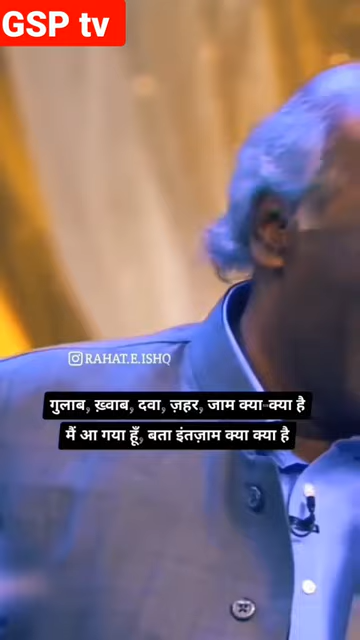 GSP tv
RAHAT.E.ISHQ
गुलाब, ख़्वाब, दवा, ज़हर, जाम क्या-क्या है
मैं आ गया हूँ, बता इंतज़ाम क्या क्या है